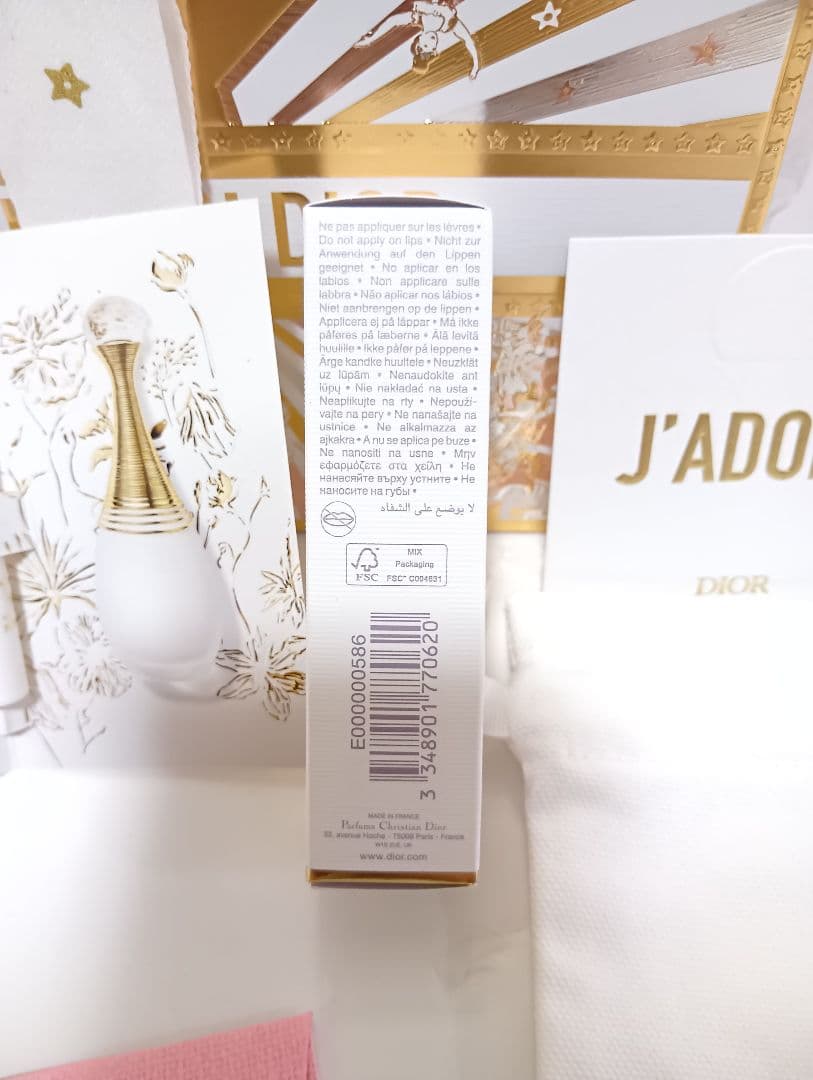 J'ADIOR
Ne pas appliquer sur les lèvres •
Do not apply on lips • Nicht zur
Anwendung auf den Lippen
geeignet • No aplicar en los
labios • Non applicare sulle
labbra • Não aplicar nos lábios •
Niet aanbrengen op de lippen •
Applicera ej på läppar • Må ikke
påføres på læberne • Älä levitä
huulille • Ikke påfør på leppene •
Ärge kandke huultele • Neuzklāt
uz lūpām • Nenaudokite ant
lūpų • Nie nakładać na usta •
Neaplikujte na rty • Nepouží-
vajte na pery • Ne nanašajte na
ustnice • Ne alkalmazza az
ajkakra • A nu se aplica pe buze •
Ne nanositi na usne • Μην
εφαρμόζετε στα χείλη • Не
нанасяйте върху устните • Не
наносите на губы •
لا يوضع على الشفاه
MIX
Packaging
FSC
FSC® C004631
E000000586
3 348901 770620
MADE IN FRANCE
Parfums Christian Dior
33, avenue Hoche - 75008 Paris - France
www.dior.com
J'ADO
DIOR